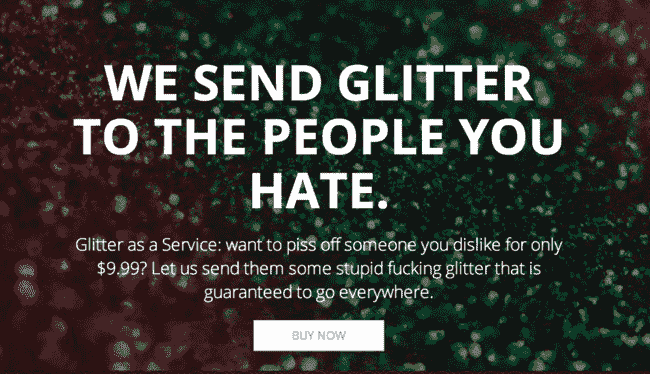 WE SEND GLITTER
TO THE PEOPLE YOU
HATE.
Glitter as a Service: want to piss off someone you dislike for only
$9.99? Let us send them some stupid fucking glitter that is
guaranteed to go everywhere.
BUY NOW